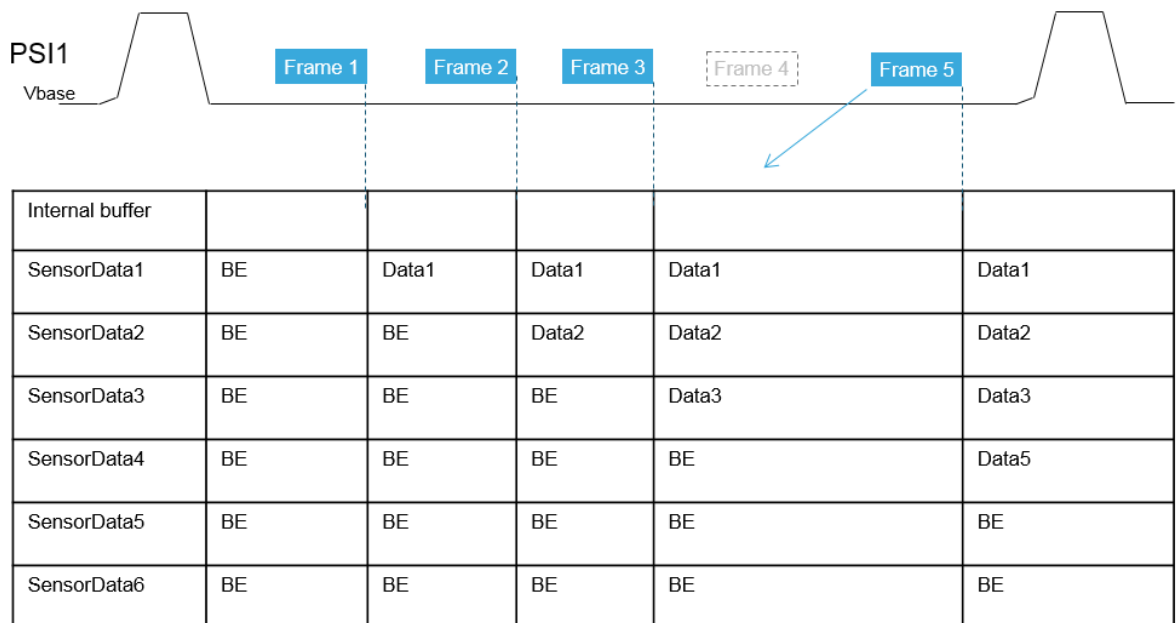 PSI1
Vbase
Frame 1 Frame 2 Frame 3 Frame 4 Frame 5
Internal buffer
SensorData1 BE Data1 Data1 Data1 Data1
SensorData2 BE BE Data2 Data2 Data2
SensorData3 BE BE BE Data3 Data3
SensorData4 BE BE BE BE Data5
SensorData5 BE BE BE BE BE
SensorData6 BE BE BE BE BE